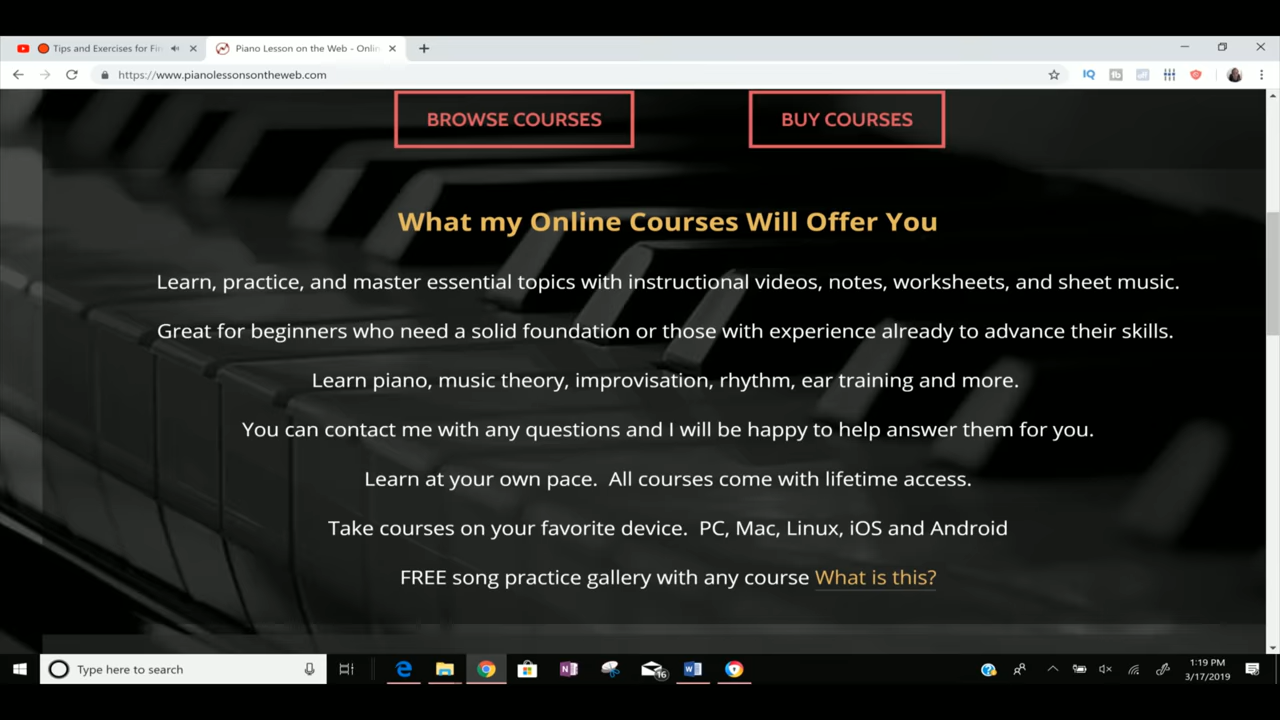 Tips and Exercises for Fi
Piano Lesson on the Web - Onlin
https://www.pianolessonsontheweb.com
IQ
BROWSE COURSES
BUY COURSES
What my Online Courses Will Offer You
Learn, practice, and master essential topics with instructional videos, notes, worksheets, and sheet music.
Great for beginners who need a solid foundation or those with experience already to advance their skills.
Learn piano, music theory, improvisation, rhythm, ear training and more.
You can contact me with any questions and I will be happy to help answer them for you.
Learn at your own pace. All courses come with lifetime access.
Take courses on your favorite device. PC, Mac, Linux, iOS and Android
FREE song practice gallery with any course What is this?
Type here to search
16
1:19 PM
3/17/2019